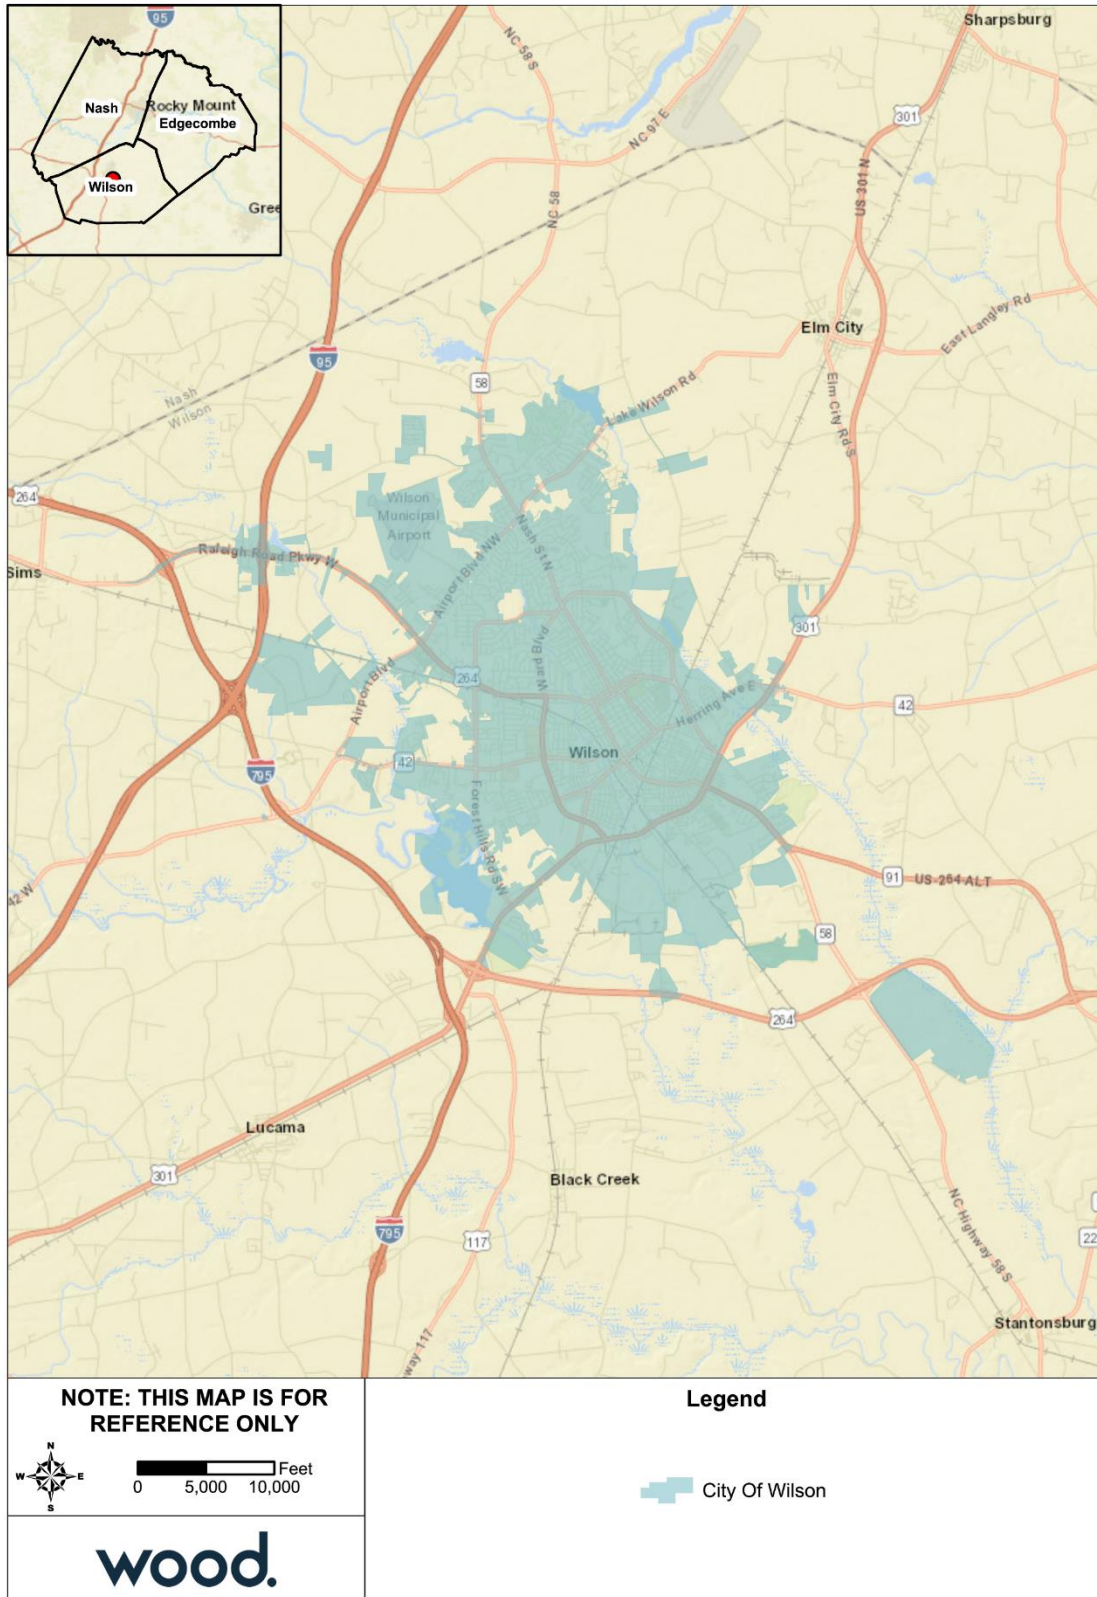 95
Nash
Rocky Mount
Edgecombe
Wilson
Gree
Sharpsburg
NC 58 S
NC 97 E
301
US 301 N
NC 58
Elm City
East Langley Rd
95
58
Nash
Wilson
Lake Wilson Rd
Elm City Rd S
264
Wilson
Municipal
Airport
Nash St N
Raleigh Road Pkwy W
Airport Blvd NW
Sims
301
Ward Blvd
264
Airport Blvd
Herring Ave E
42
Wilson
42
795
Forest Hills Rd SW
42 W
91
US-264 ALT
58
264
Lucama
301
Black Creek
NC Highway 58 S
795
117
22
Stantonsburg
way 117
NOTE: THIS MAP IS FOR
REFERENCE ONLY
N
W E
S
Feet
0 5,000 10,000
Legend
City Of Wilson
wood.